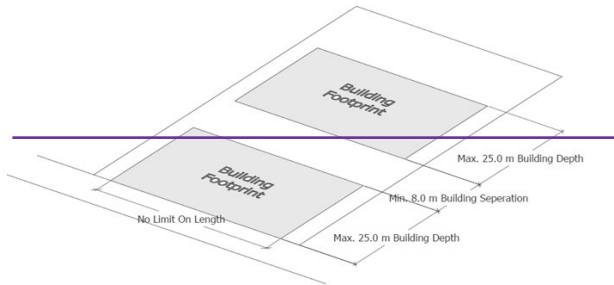 Building
Footprint
Max. 25.0 m Building Depth
Building
Footprint
Min. 8.0 m Building Seperation
No Limit On Length
Max. 25.0 m Building Depth